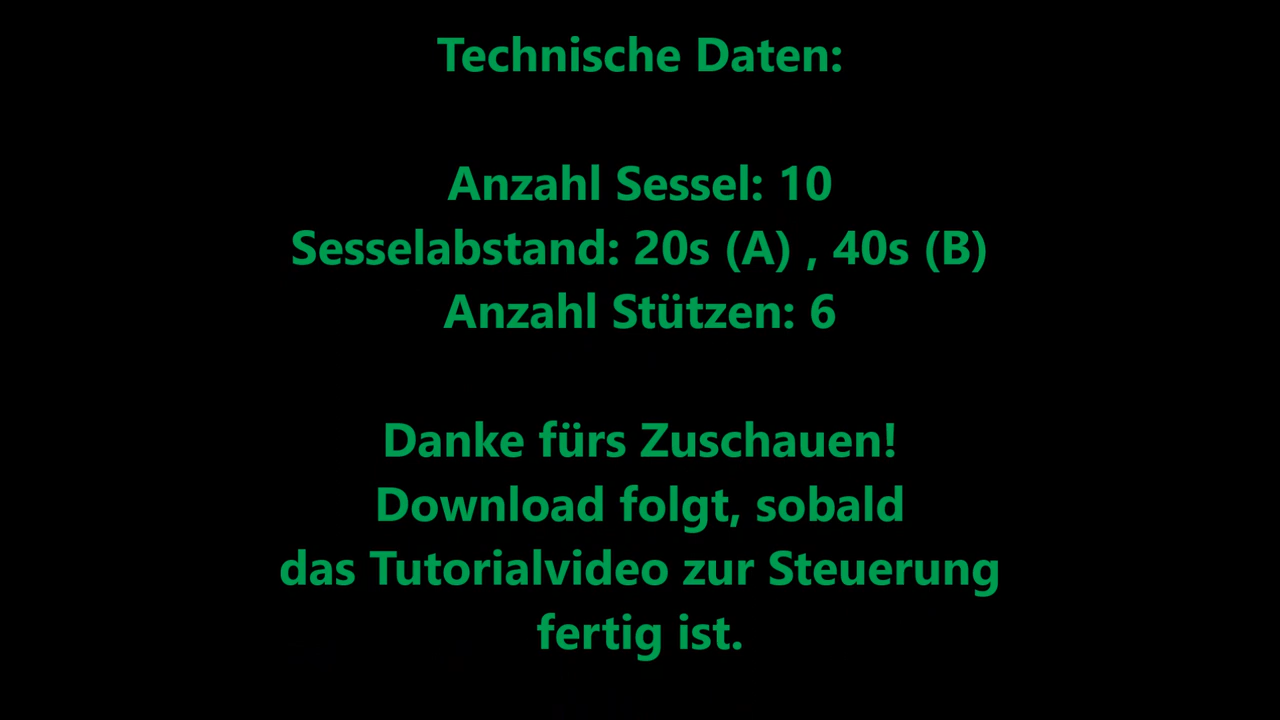 Technische Daten:
Anzahl Sessel: 10
Sesselabstand: 20s (A) , 40s (B)
Anzahl Stützen: 6
Danke fürs Zuschauen!
Download folgt, sobald
das Tutorialvideo zur Steuerung
fertig ist.